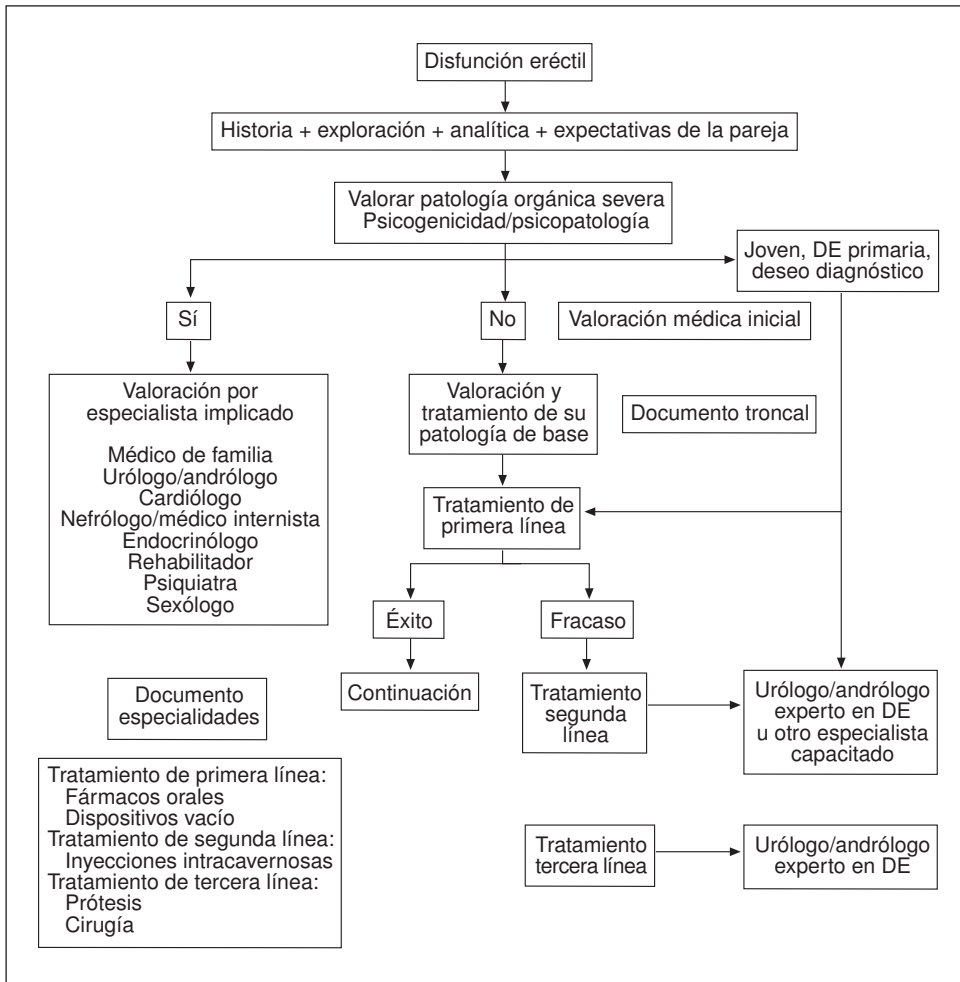 Disfunción eréctil
Historia + exploración + analítica + expectativas de la pareja
Valorar patología orgánica severa
Psicogenicidad/psicopatología
Joven, DE primaria,
deseo diagnóstico
Sí
No
Valoración médica inicial
Valoración por
especialista implicado
Médico de familia
Urólogo/andrólogo
Cardiólogo
Nefrólogo/médico internista
Endocrinólogo
Rehabilitador
Psiquiatra
Sexólogo
Valoración y
tratamiento de su
patología de base
Documento troncal
Tratamiento de
primera línea
Éxito
Fracaso
Continuación
Tratamiento
segunda
línea
Urólogo/andrólogo
experto en DE
u otro especialista
capacitado
Documento
especialidades
Tratamiento de primera línea:
Fármacos orales
Dispositivos vacío
Tratamiento de segunda línea:
Inyecciones intracavernosas
Tratamiento de tercera línea:
Prótesis
Cirugía
Tratamiento
tercera línea
Urólogo/andrólogo
experto en DE